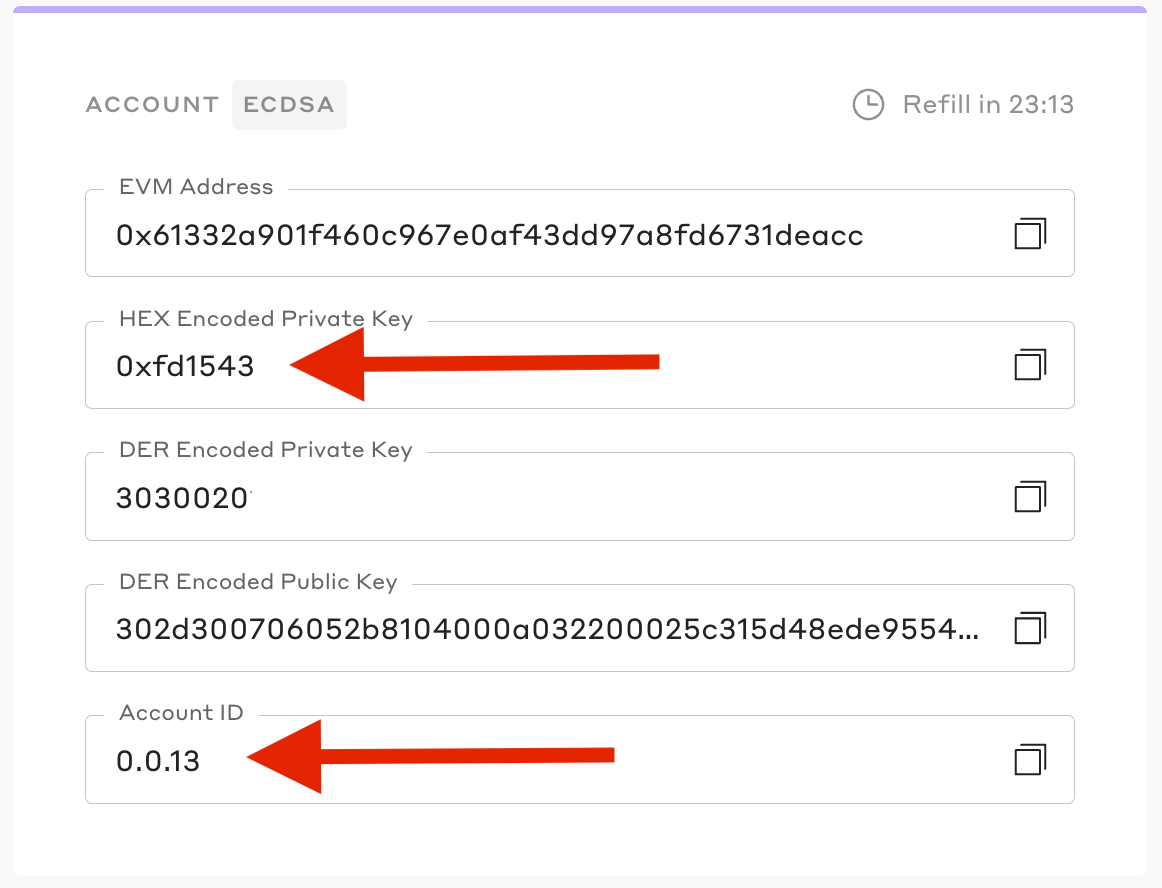 ACCOUNT ECDSA Refill in 23:13
EVM Address
0x61332a901f460c967e0af43dd97a8fd6731deacc
HEX Encoded Private Key
0xfd1543
DER Encoded Private Key
3030020
DER Encoded Public Key
302d300706052b8104000a032200025c315d48ede9554...
Account ID
0.0.13